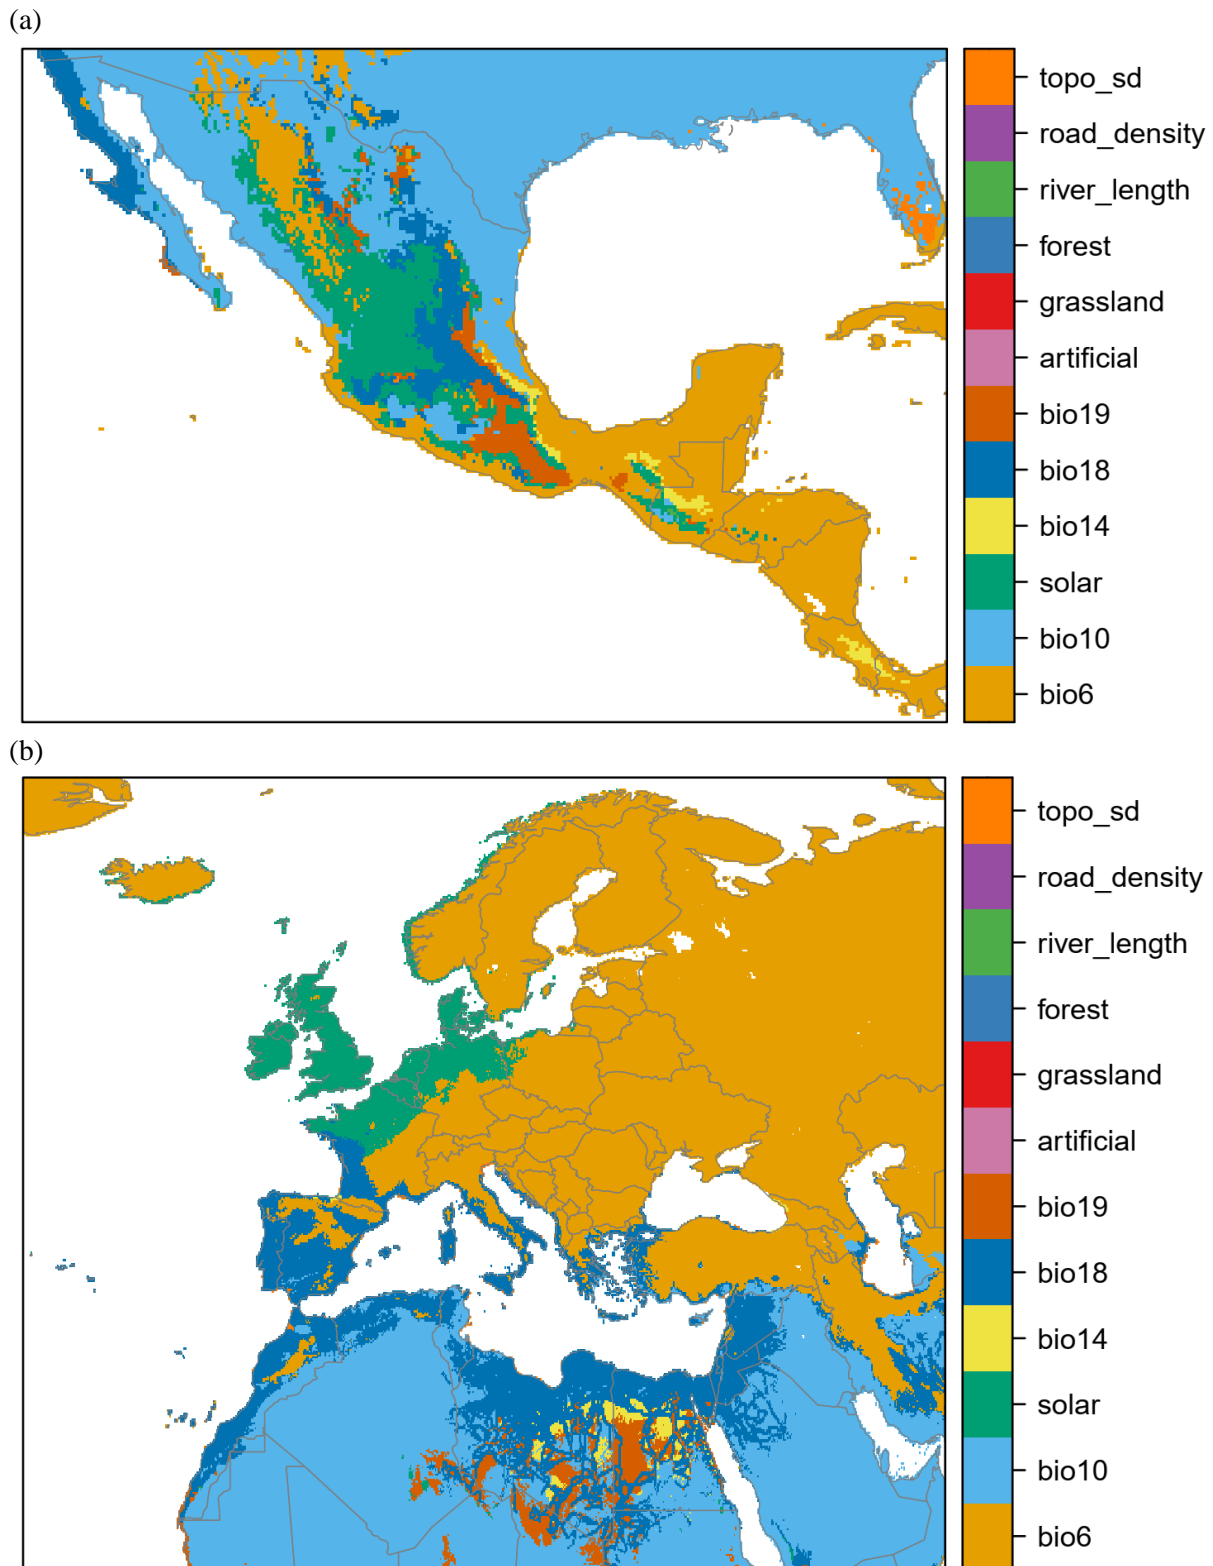 (a)
topo_sd
road_density
river_length
forest
grassland
artificial
bio19
bio18
bio14
solar
bio10
bio6
(b)
topo_sd
road_density
river_length
forest
grassland
artificial
bio19
bio18
bio14
solar
bio10
bio6